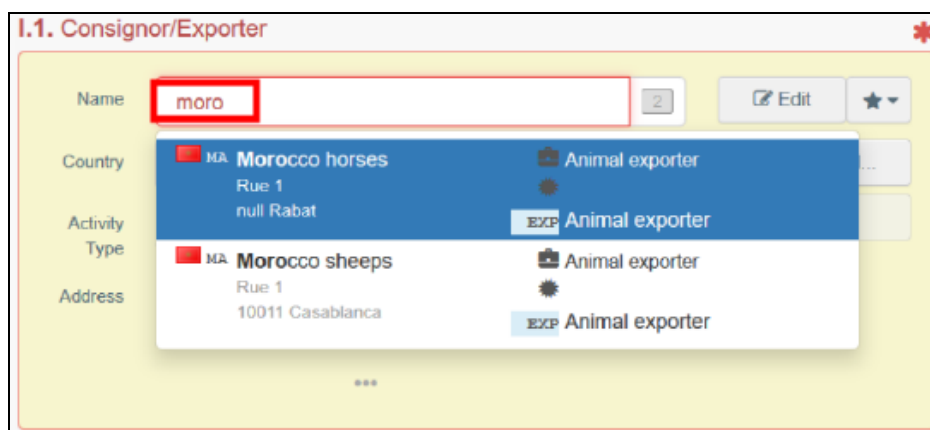 I.1. Consignor/Exporter
Name moro 2 Edit
Country
MA Morocco horses Animal exporter
Rue 1
null Rabat EXP Animal exporter
Activity
Type
MA Morocco sheeps Animal exporter
Address
Rue 1
10011 Casablanca EXP Animal exporter